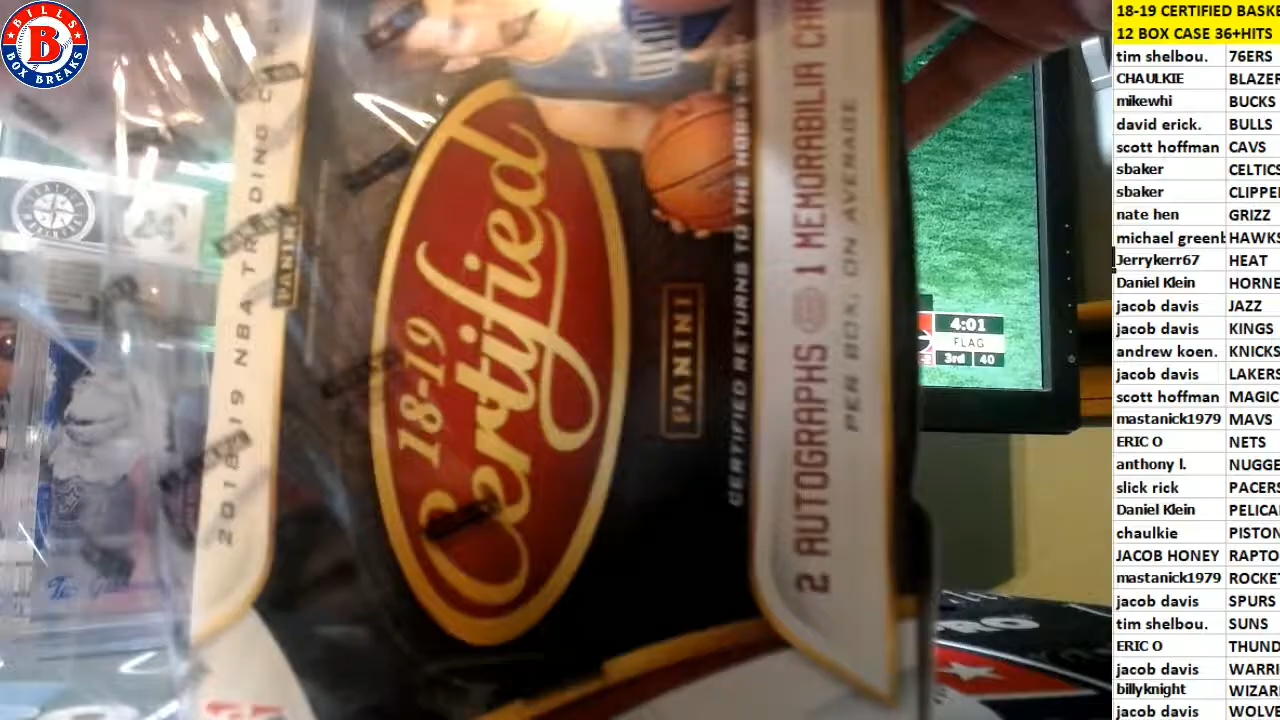 BILLS
B
BOX BREAKS
2018-19 NBA TRADING
PANINI
18-19
Certified
PANINI
CERTIFIED RETURNS TO THE
2 AUTOGRAPHS 1 MEMORABILIA CAR
PER BOX, ON AVERAGE
4:01
FLAG
3rd 40
18-19 CERTIFIED BASKE
12 BOX CASE 36+HITS
tim shelbou. 76ERS
CHAULKIE BLAZER
mikewhi BUCKS
david erick. BULLS
scott hoffman CAVS
sbaker CELTICS
sbaker CLIPPE
nate hen GRIZZ
michael greenb HAWKS
Jerrykerr67 HEAT
Daniel Klein HORNE
jacob davis JAZZ
jacob davis KINGS
andrew koen. KNICKS
jacob davis LAKERS
scott hoffman MAGIC
mastanick1979 MAVS
ERIC O NETS
anthony l. NUGGE
slick rick PACERS
Daniel Klein PELICA
chaulkie PISTON
JACOB HONEY RAPTO
mastanick1979 ROCKET
jacob davis SPURS
tim shelbou. SUNS
ERIC O THUND
jacob davis WARRI
billyknight WIZAR
jacob davis WOLVE